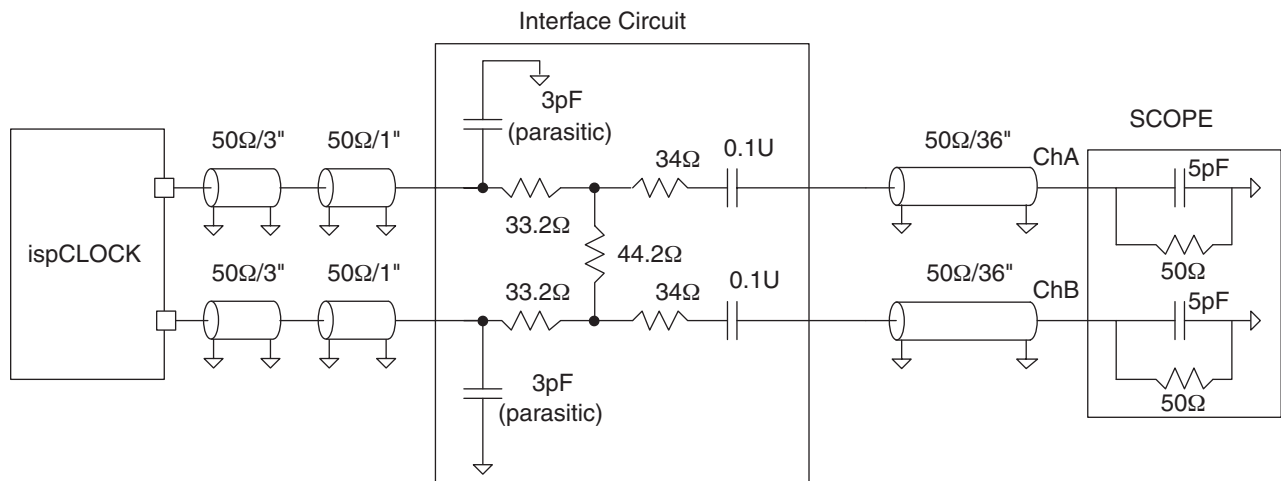 Interface Circuit
3pF
(parasitic)
SCOPE
50Ω/3"
50Ω/1"
34Ω
0.1U
50Ω/36"
ChA
5pF
33.2Ω
50Ω
ispCLOCK
44.2Ω
50Ω/3"
50Ω/1"
33.2Ω
34Ω
0.1U
50Ω/36"
ChB
5pF
50Ω
3pF
(parasitic)